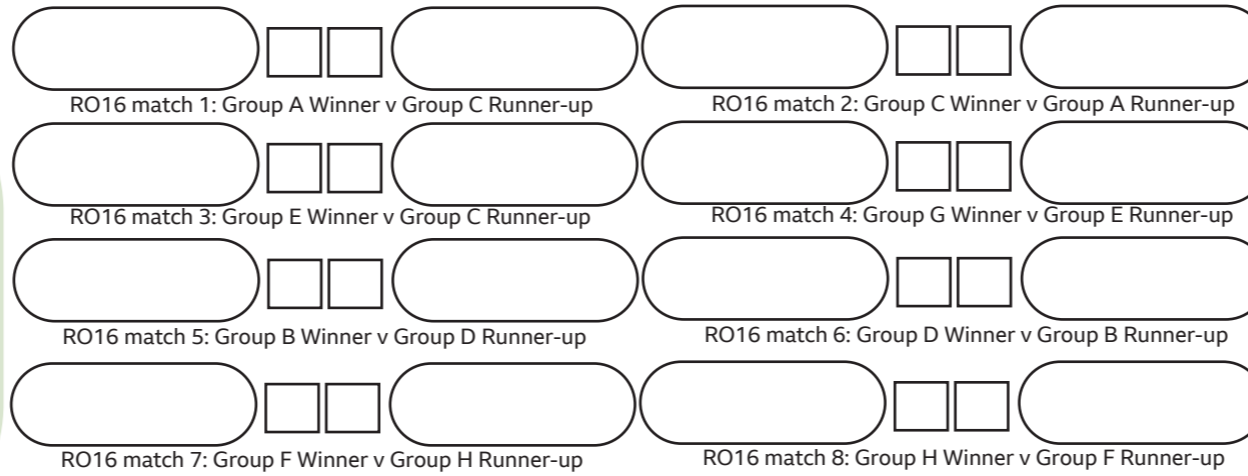 RO16 match 1: Group A Winner v Group C Runner-up
RO16 match 2: Group C Winner v Group A Runner-up
RO16 match 3: Group E Winner v Group C Runner-up
RO16 match 4: Group G Winner v Group E Runner-up
RO16 match 5: Group B Winner v Group D Runner-up
RO16 match 6: Group D Winner v Group B Runner-up
RO16 match 7: Group F Winner v Group H Runner-up
RO16 match 8: Group H Winner v Group F Runner-up